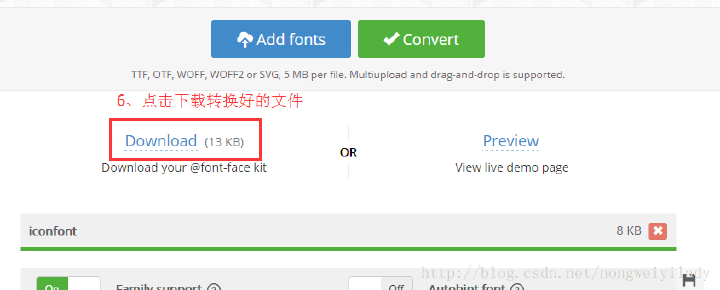 Add fonts
Convert
TTF, OTF, WOFF, WOFF2 or SVG, 5 MB per file. Multiupload and drag-and-drop is supported.
6、点击下载转换好的文件
Download (13 KB)
OR
Preview
Download your @font-face kit
View live demo page
iconfont
8 KB
On
Family support
Off
Autohint font
http://blog.csdn.net/nongweiyilady